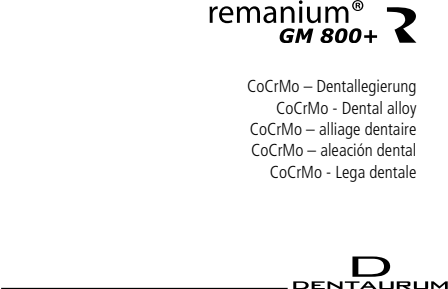 remanium®
GM 800+
CoCrMo – Dentallegierung
CoCrMo - Dental alloy
CoCrMo – alliage dentaire
CoCrMo – aleación dental
CoCrMo - Lega dentale
D
DENTAURUM